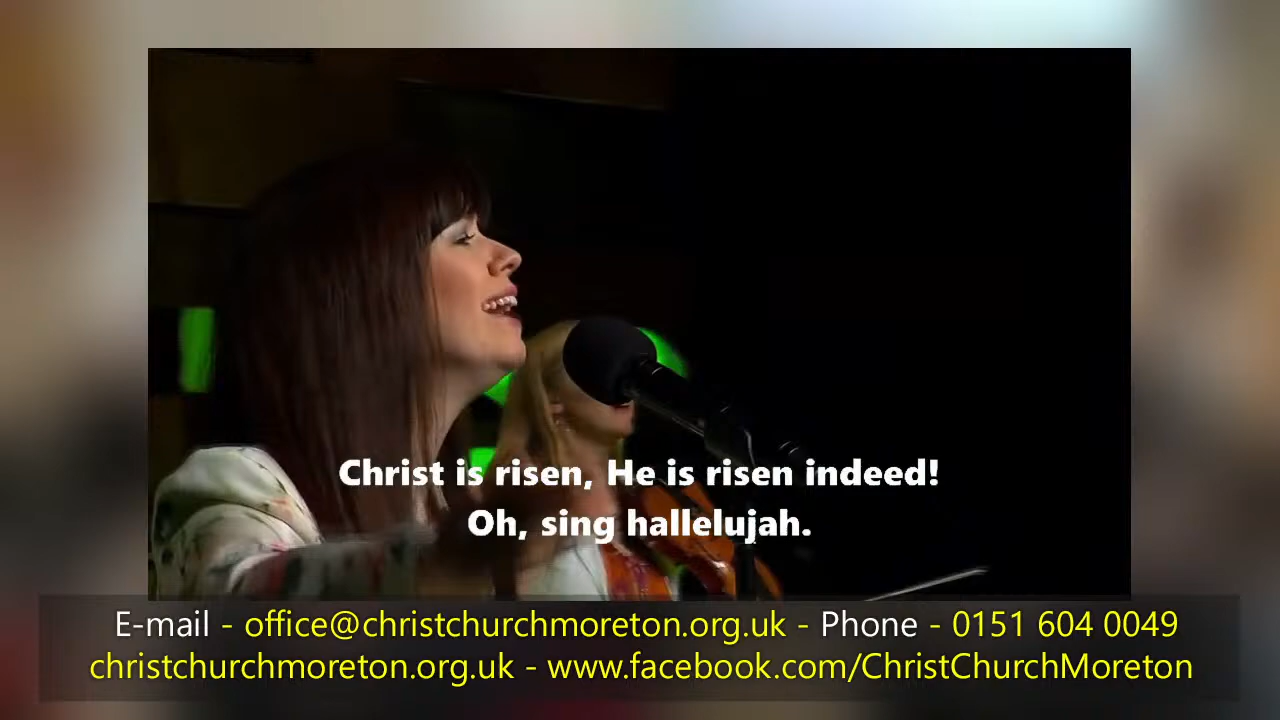 Christ is risen, He is risen indeed!
Oh, sing hallelujah.
E-mail - office@christchurchmoreton.org.uk - Phone - 0151 604 0049
christchurchmoreton.org.uk - www.facebook.com/ChristChurchMoreton